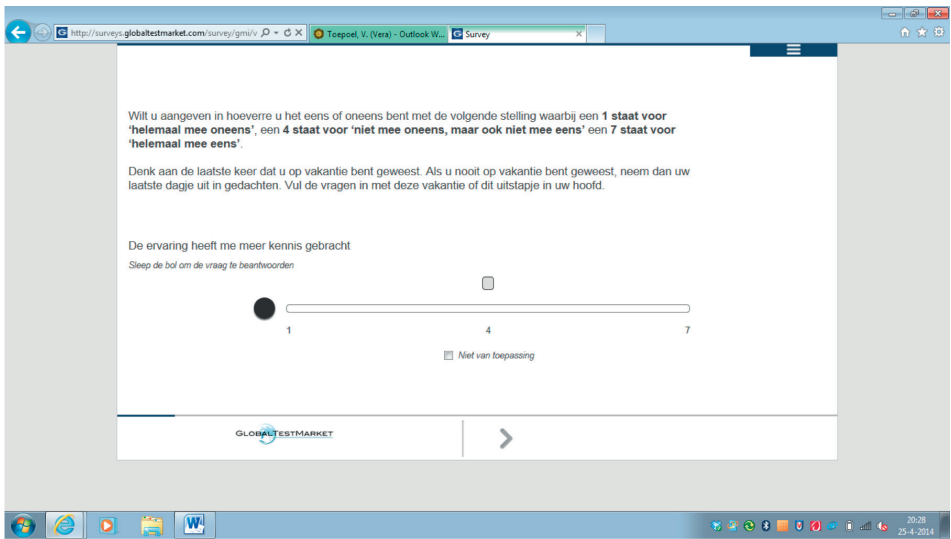 http://surveys.globaltestmarket.com/survey/gmi/v
Toepoel, V. (Vera) - Outlook W...
Survey
Wilt u aangeven in hoeverre u het eens of oneens bent met de volgende stelling waarbij een 1 staat voor
‘helemaal mee oneens’, een 4 staat voor ‘niet mee oneens, maar ook niet mee eens’ een 7 staat voor
‘helemaal mee eens’.
Denk aan de laatste keer dat u op vakantie bent geweest. Als u nooit op vakantie bent geweest, neem dan uw
laatste dagje uit in gedachten. Vul de vragen in met deze vakantie of dit uitstapje in uw hoofd.
De ervaring heeft me meer kennis gebracht
Sleep de bol om de vraag te beantwoorden
1 4 7
Niet van toepassing
GLOBALTESTMARKET
20:28
25-4-2014